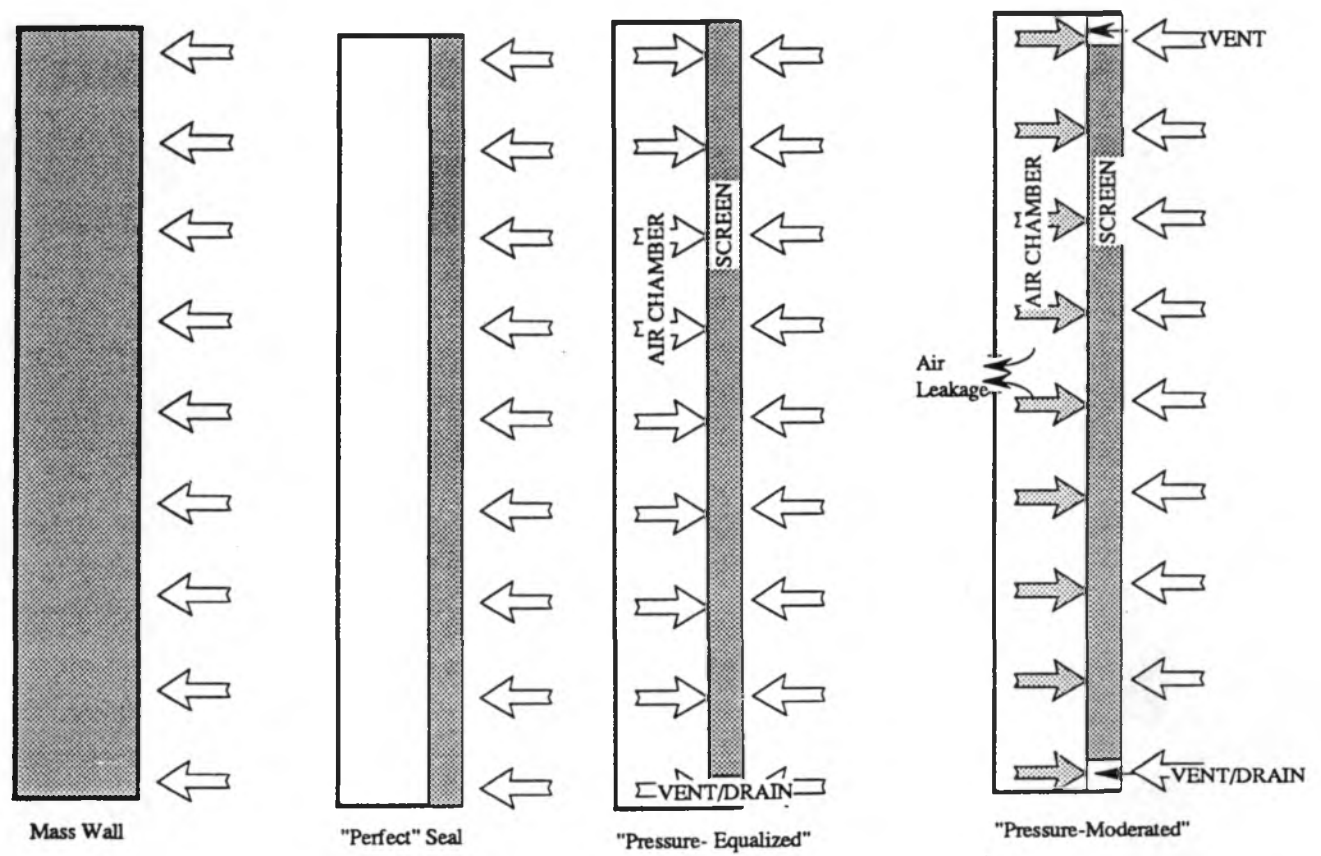 VENT
SCREEN
AIR CHAMBER
SCREEN
AIR CHAMBER
Air
Leakage
VENT/DRAIN
VENT/DRAIN
Mass Wall
"Perfect" Seal
"Pressure- Equalized"
"Pressure-Moderated"